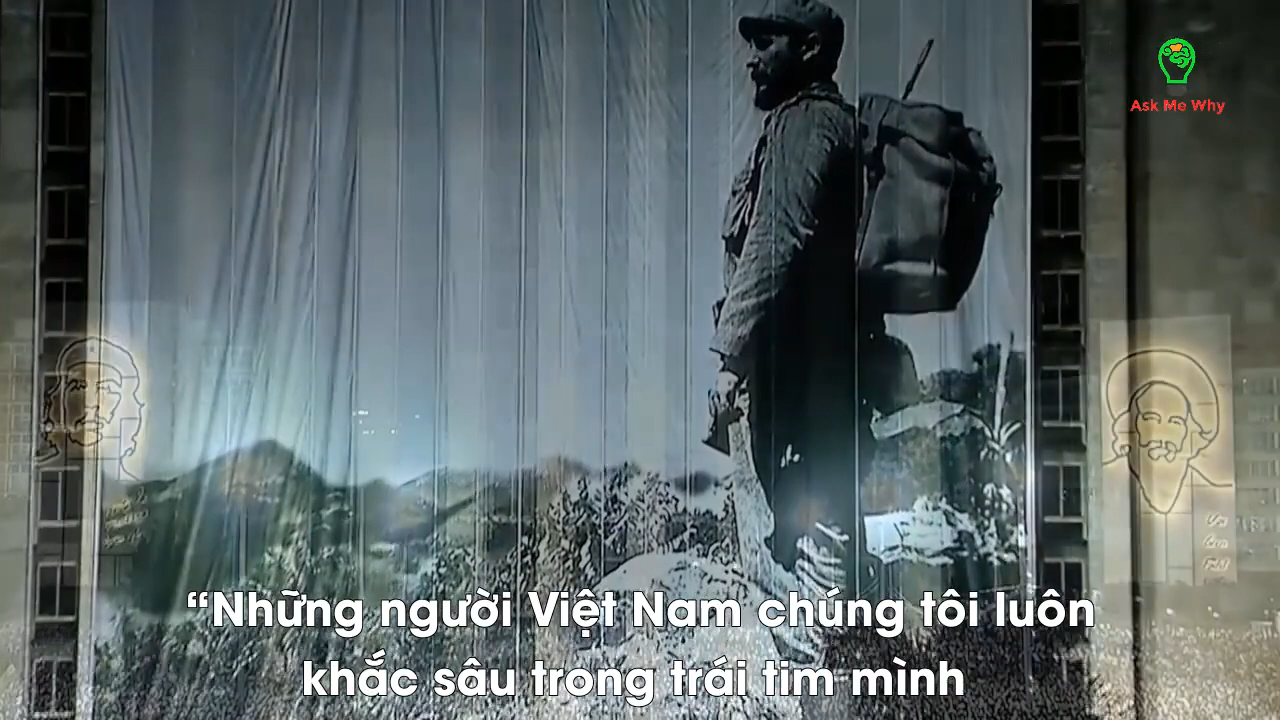 Ask Me Why
“Những người Việt Nam chúng tôi luôn
khắc sâu trong trái tim mình